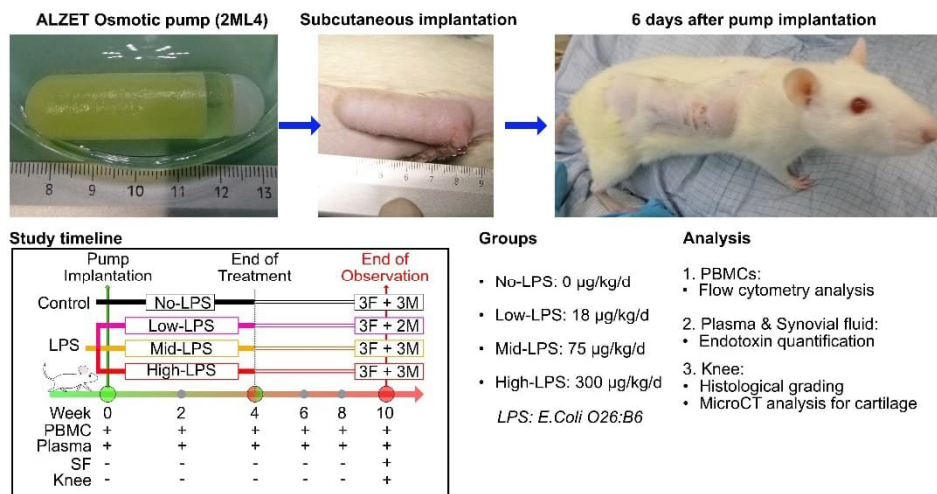 ALZET Osmotic pump (2ML4)
Subcutaneous implantation
6 days after pump implantation
8 9 10 11 12 13
5 6 7 8 9
Study timeline
Pump
Implantation
End of
Treatment
End of
Observation
Control No-LPS 3F + 3M
Low-LPS 3F + 2M
LPS Mid-LPS 3F + 3M
High-LPS 3F + 3M
Week 0 2 4 6 8 10
PBMC + + + + + +
Plasma + + + + + +
SF - - - - - +
Knee - - - - - +
Groups
• No-LPS: 0 µg/kg/d
• Low-LPS: 18 µg/kg/d
• Mid-LPS: 75 µg/kg/d
• High-LPS: 300 µg/kg/d
LPS: E.Coli O26:B6
Analysis
1. PBMCs:
• Flow cytometry analysis
2. Plasma & Synovial fluid:
• Endotoxin quantification
3. Knee:
• Histological grading
• MicroCT analysis for cartilage